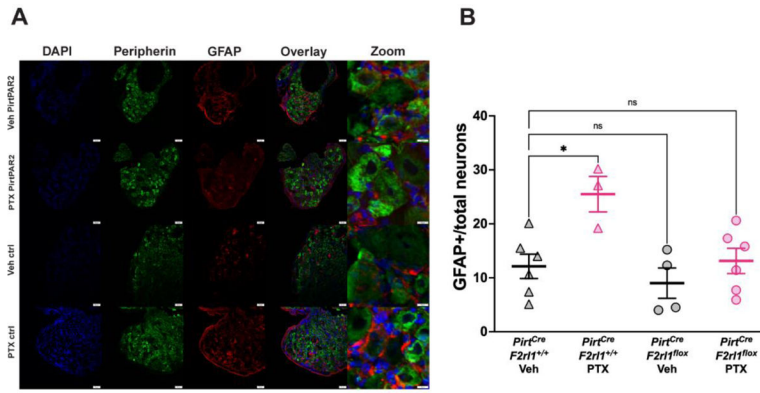 A
DAPI Peripherin GFAP Overlay Zoom
Veh PirtPAR2
PTX PirtPAR2
Veh ctrl
PTX ctrl
B
GFAP+/total neurons
40
30
20
10
0
ns
ns
*
PirtCre PirtCre PirtCre PirtCre
F2rl1+/+ F2rl1+/+ F2rl1flox F2rl1flox
Veh PTX Veh PTX